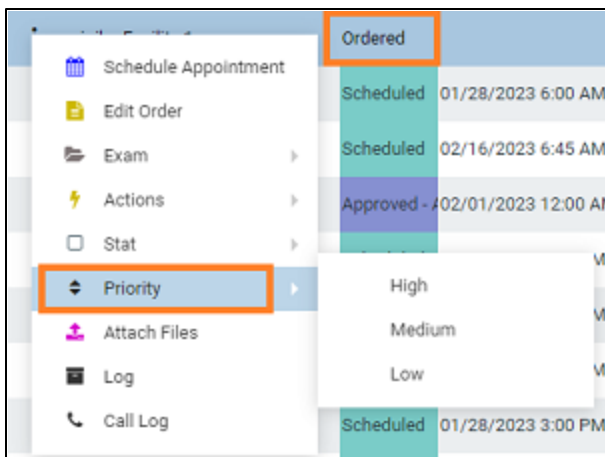 Ordered
Schedule Appointment
Scheduled 01/28/2023 6:00 AM
Edit Order
Scheduled 02/16/2023 6:45 AM
Exam
Actions
Approved - 02/01/2023 12:00
Stat
Priority
High
Medium
Attach Files
Low
Log
Call Log
Scheduled 01/28/2023 3:00 PM